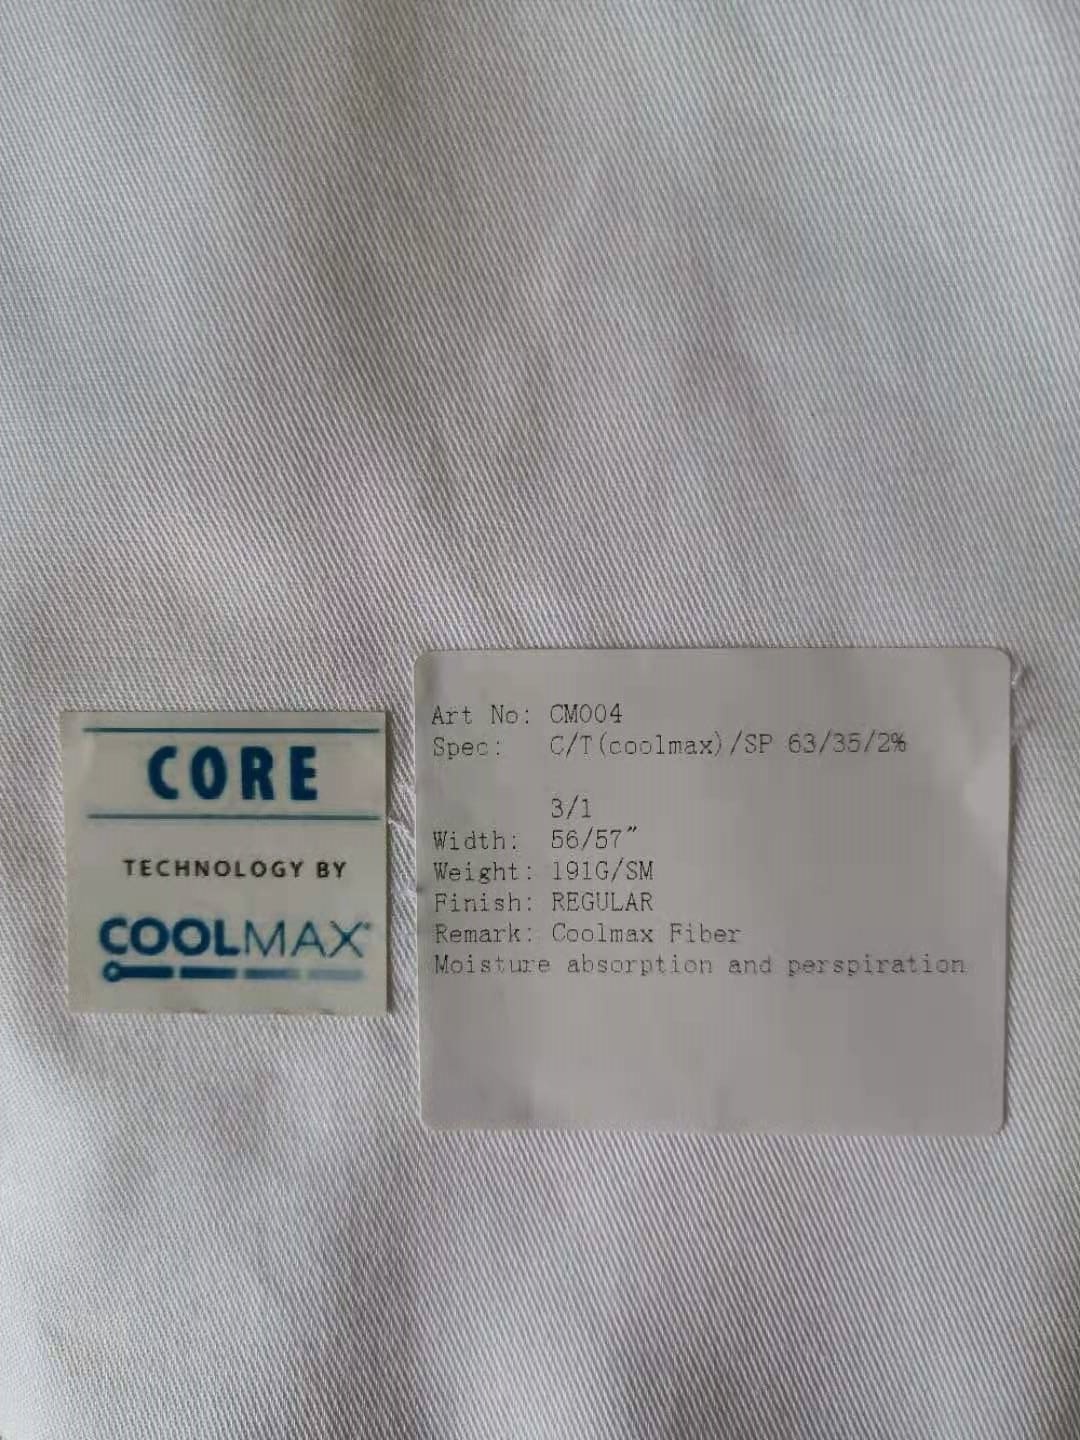 CORE
TECHNOLOGY BY
COOLMAX®
Art No: CM004
Spec: C/T(coolmax)/SP 63/35/2%
3/1
Width: 56/57″
Weight: 191G/SM
Finish: REGULAR
Remark: Coolmax Fiber
Moisture absorption and perspiration